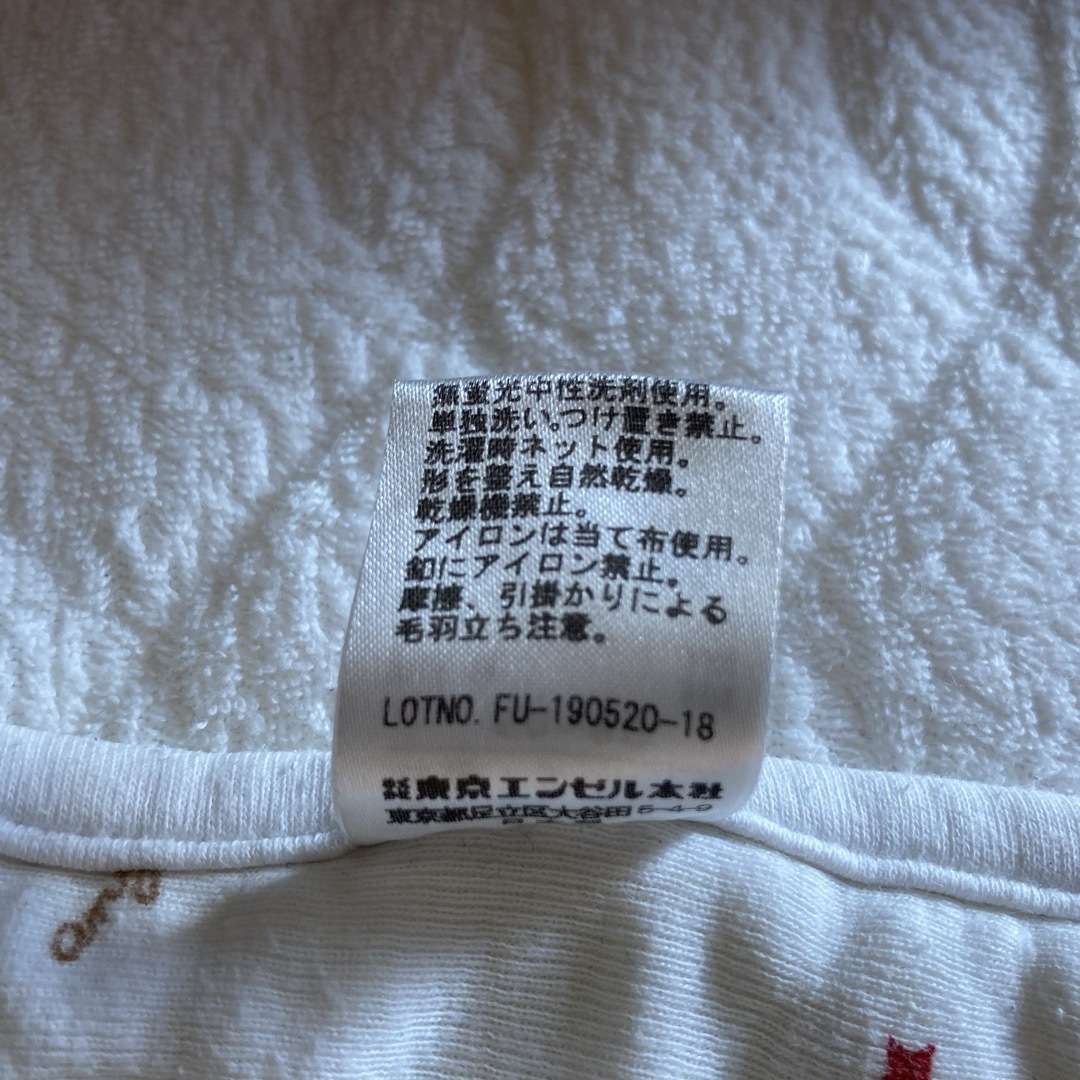 無蛍光中性洗剤使用。
単独洗い。つけ置き禁止。
洗濯時ネット使用。
形を整え自然乾燥。
乾燥機禁止。
アイロンは当て布使用。
釦にアイロン禁止。
摩擦、引掛かりによる
毛羽立ち注意。
LOTNO. FU-190520-18
株式会社 東京エンゼル本社
東京都足立区大谷田5-4-9